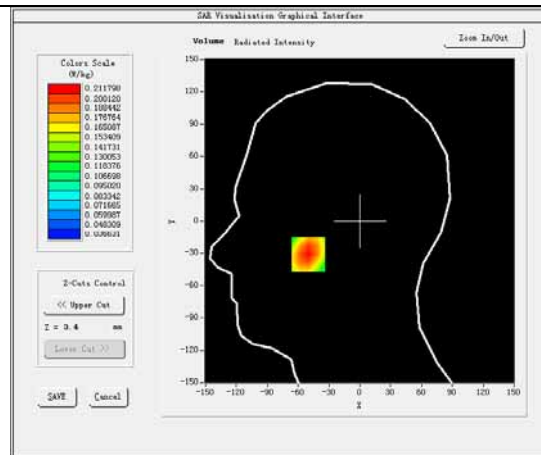 SAR Visualisation Graphical Interface
Volume Radiated Intensity
Zoom In/Out
Colors Scale
(W/kg)
0.211790
0.200120
0.188442
0.176764
0.165087
0.153409
0.141731
0.130053
0.118376
0.106698
0.095020
0.083342
0.071665
0.059987
0.048309
0.036631
Z-Cuts Control
<< Upper Cut
Z = 3.4 mm
Lower Cut >>
SAVE
Cancel
150
120
90
60
30
0
-30
-60
-90
-120
-150
Y
-150 -120 -90 -60 -30 0 30 60 90 120 150
X